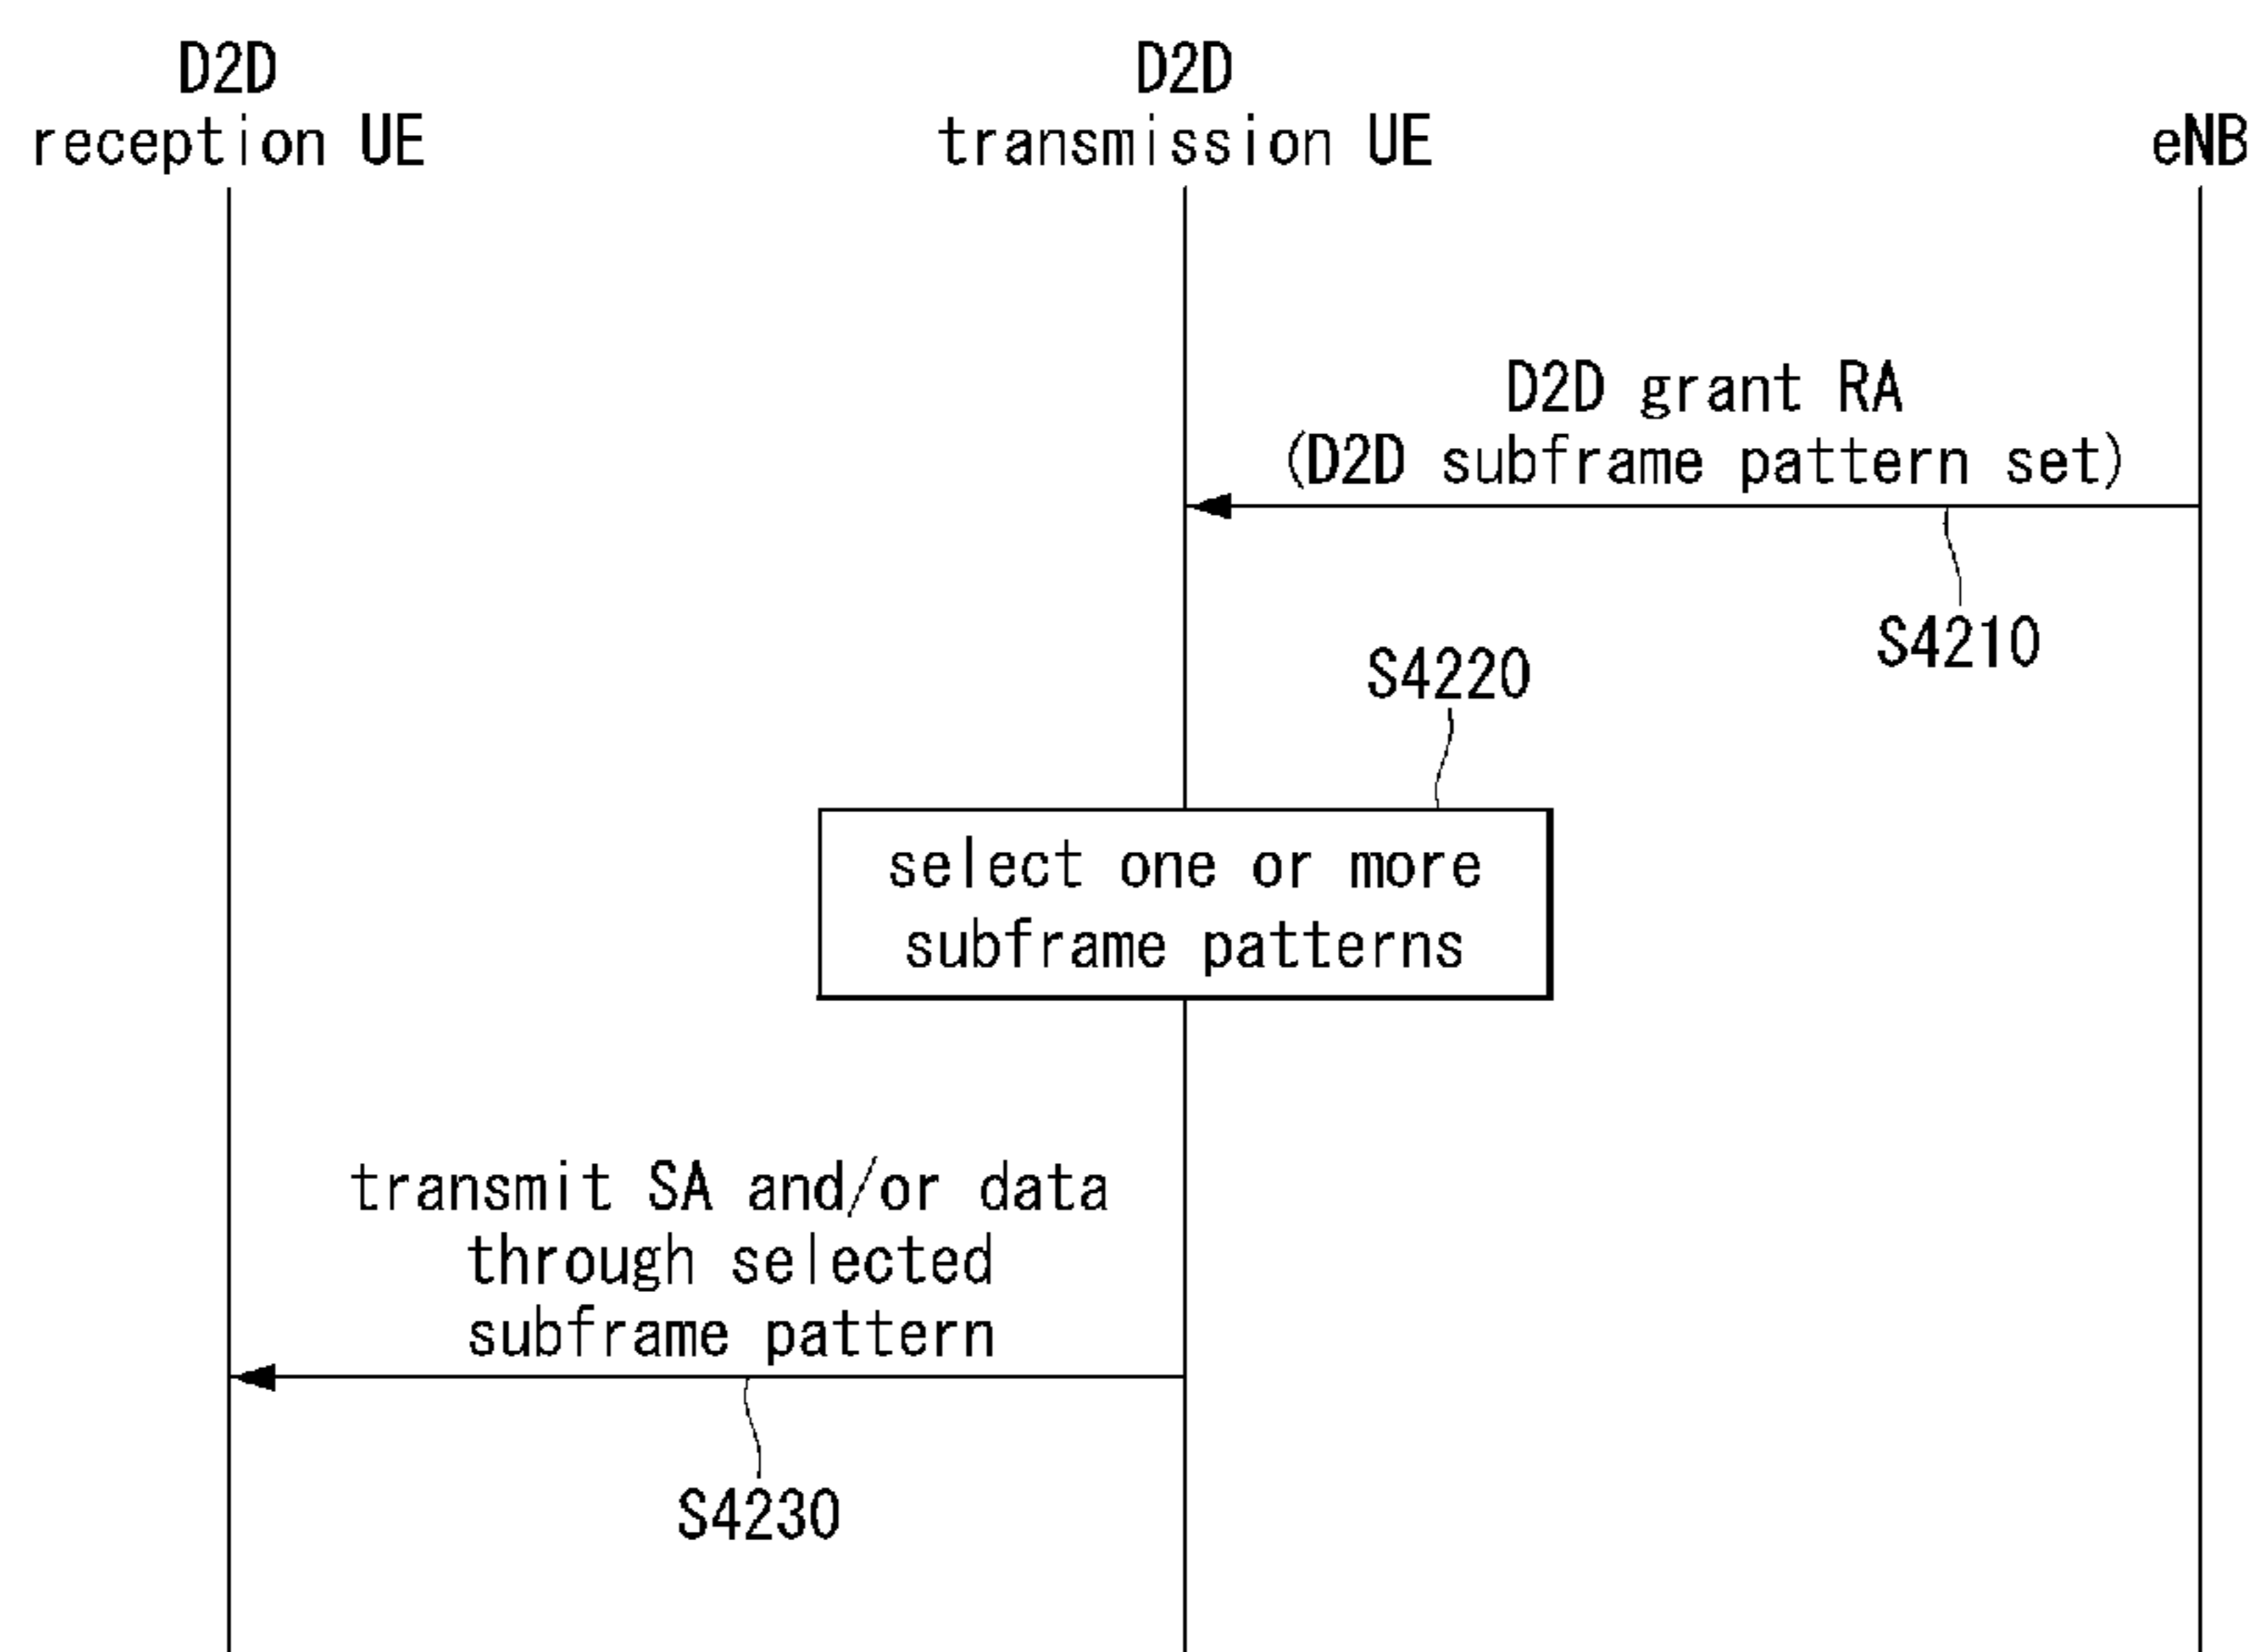 D2D
reception UE
D2D
transmission UE
eNB
D2D grant RA
(D2D subframe pattern set)
S4210
S4220
select one or more
subframe patterns
transmit SA and/or data
through selected
subframe pattern
S4230